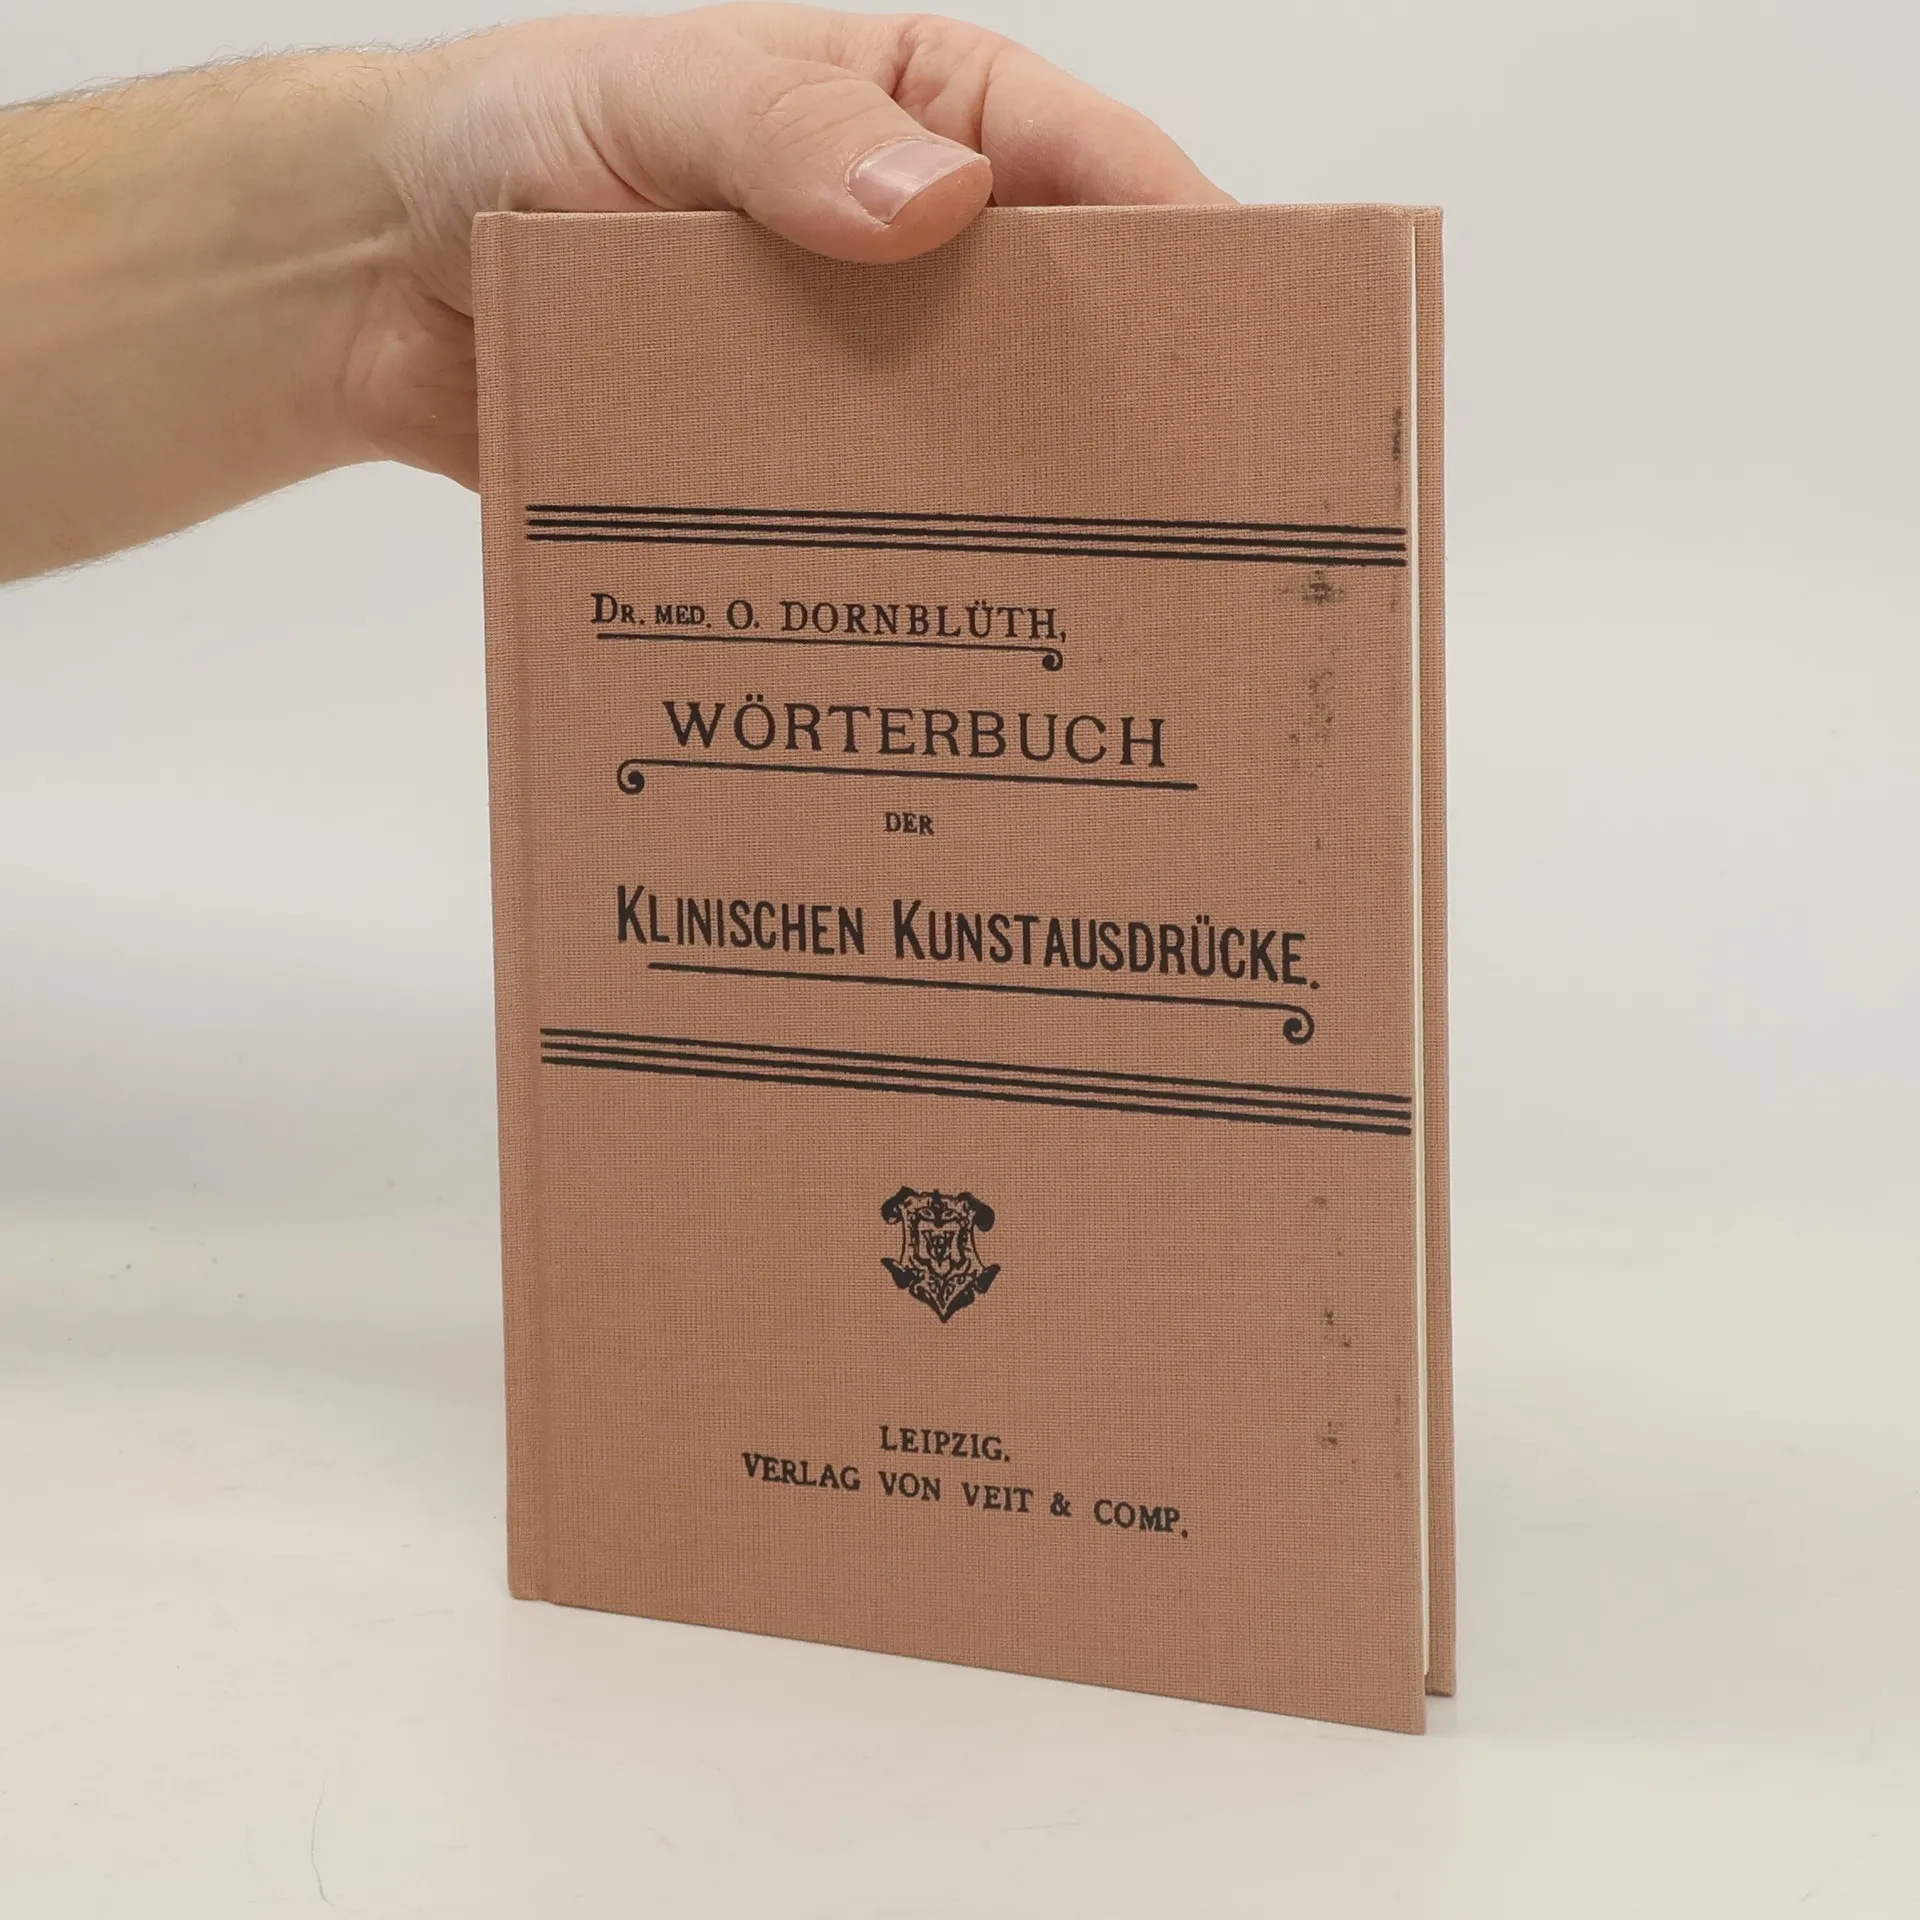 DR. MED. O. DORNBLÜTH,
WÖRTERBUCH
DER
KLINISCHEN KUNSTAUSDRÜCKE.
LEIPZIG.
VERLAG VON VEIT & COMP.